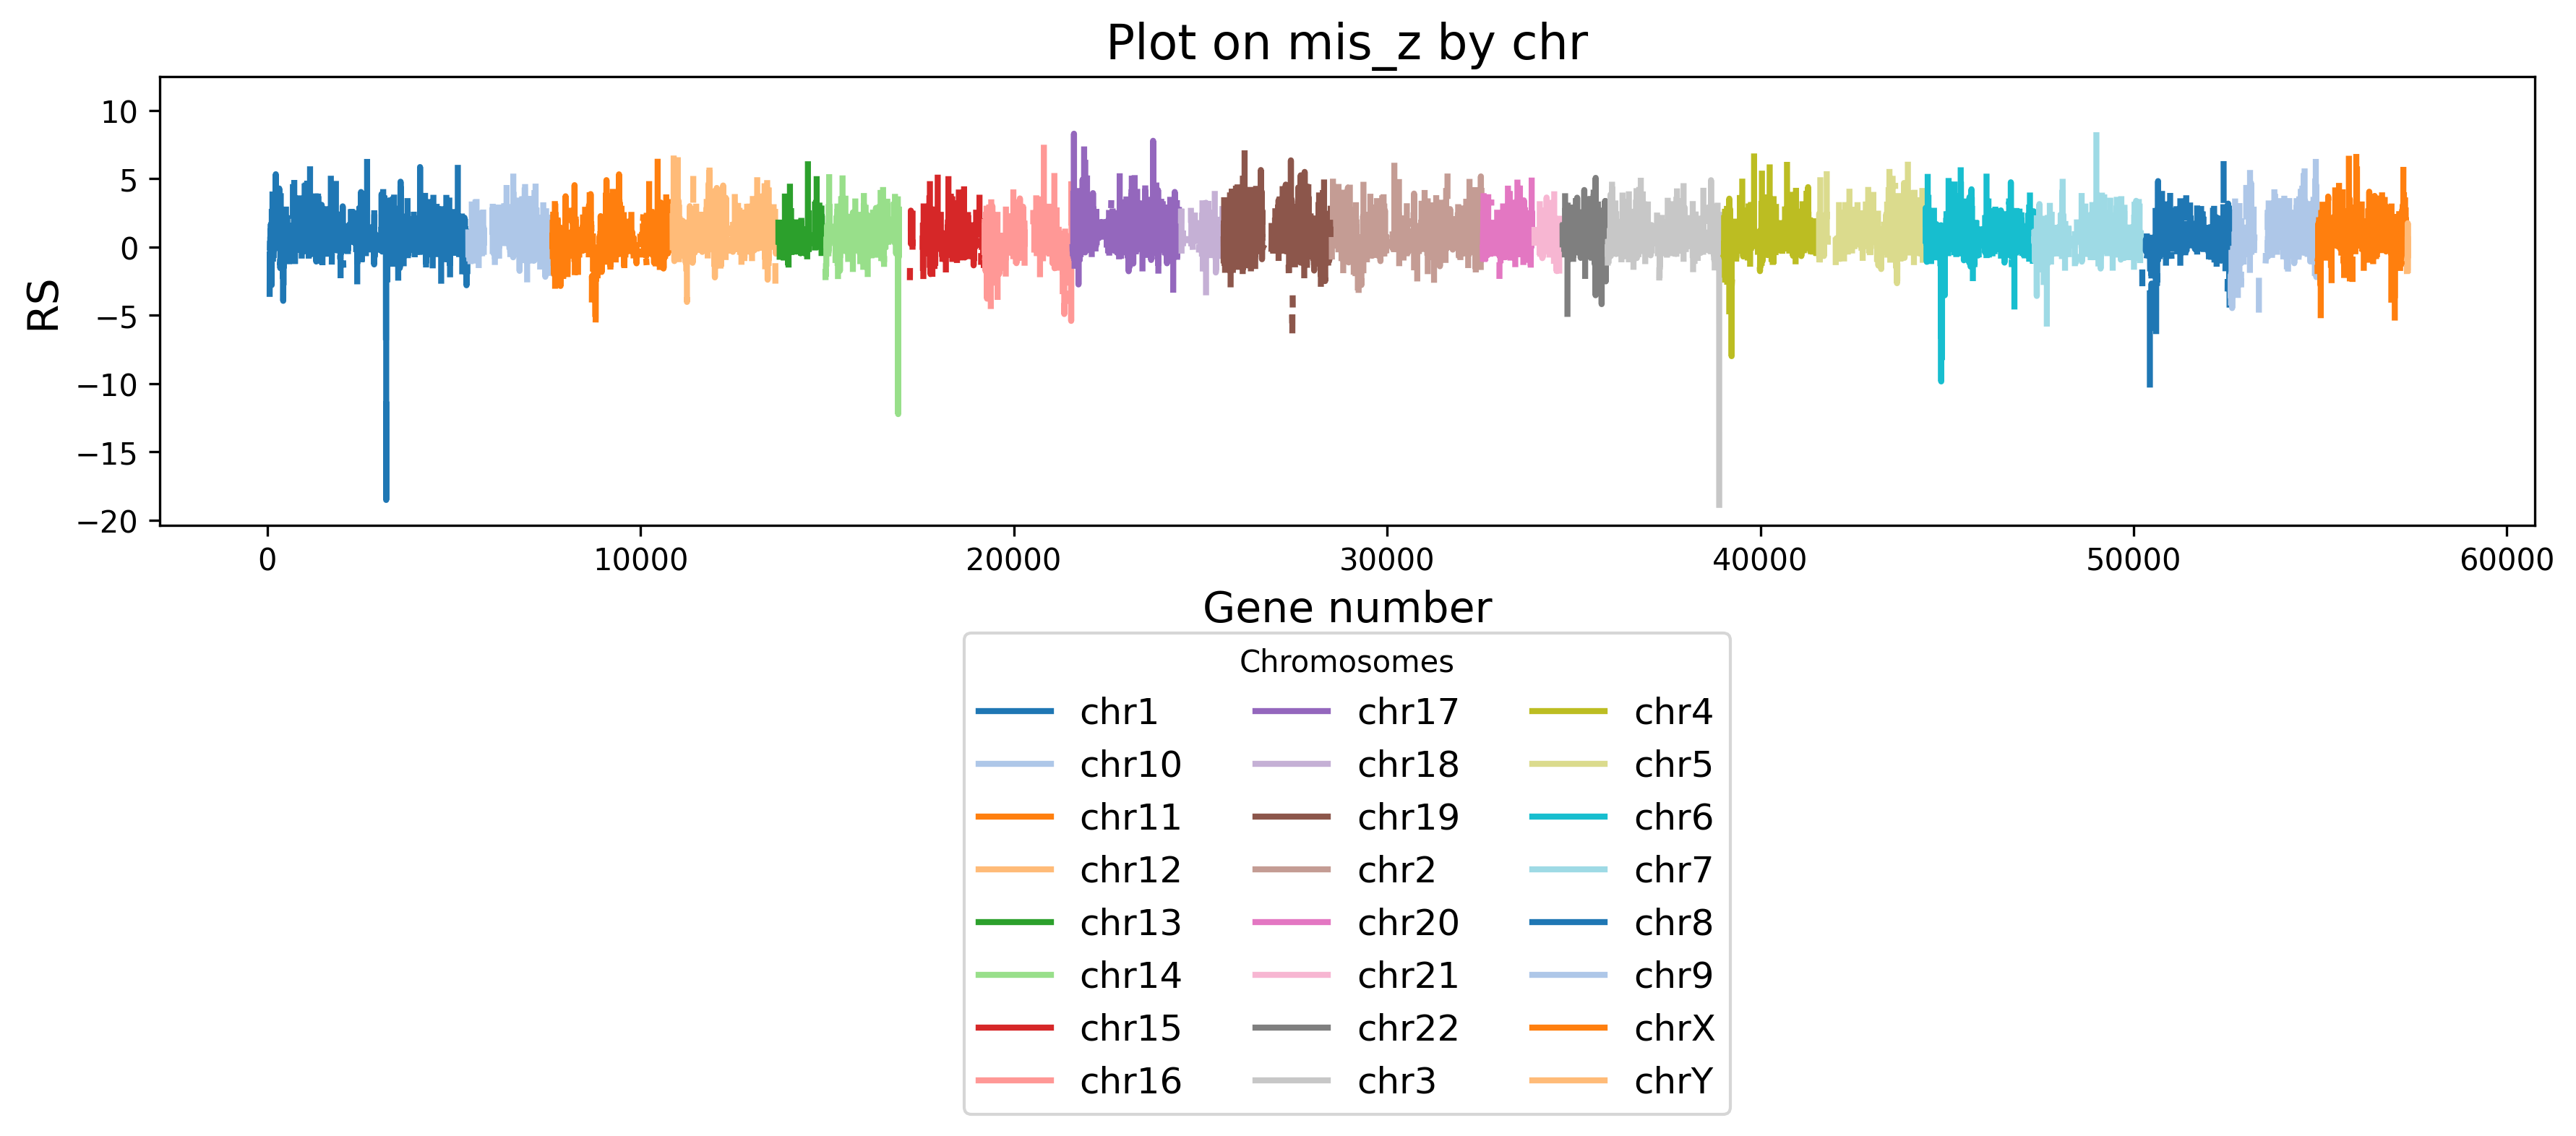 Plot on mis_z by chr
RS
10
5
0
−5
−10
−15
−20
0 10000 20000 30000 40000 50000 60000
Gene number
Chromosomes
chr1 chr17 chr4
chr10 chr18 chr5
chr11 chr19 chr6
chr12 chr2 chr7
chr13 chr20 chr8
chr14 chr21 chr9
chr15 chr22 chrX
chr16 chr3 chrY